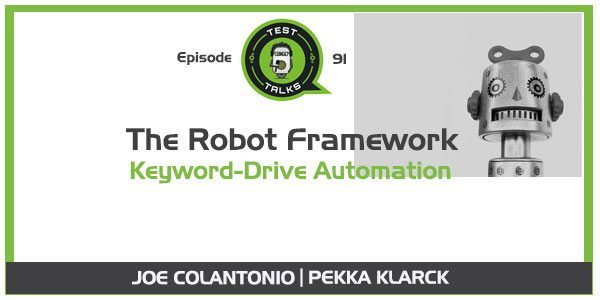 Episode
TEST
TALKS
91
The Robot Framework
Keyword-Drive Automation
JOE COLANTONIO | PEKKA KLARCK